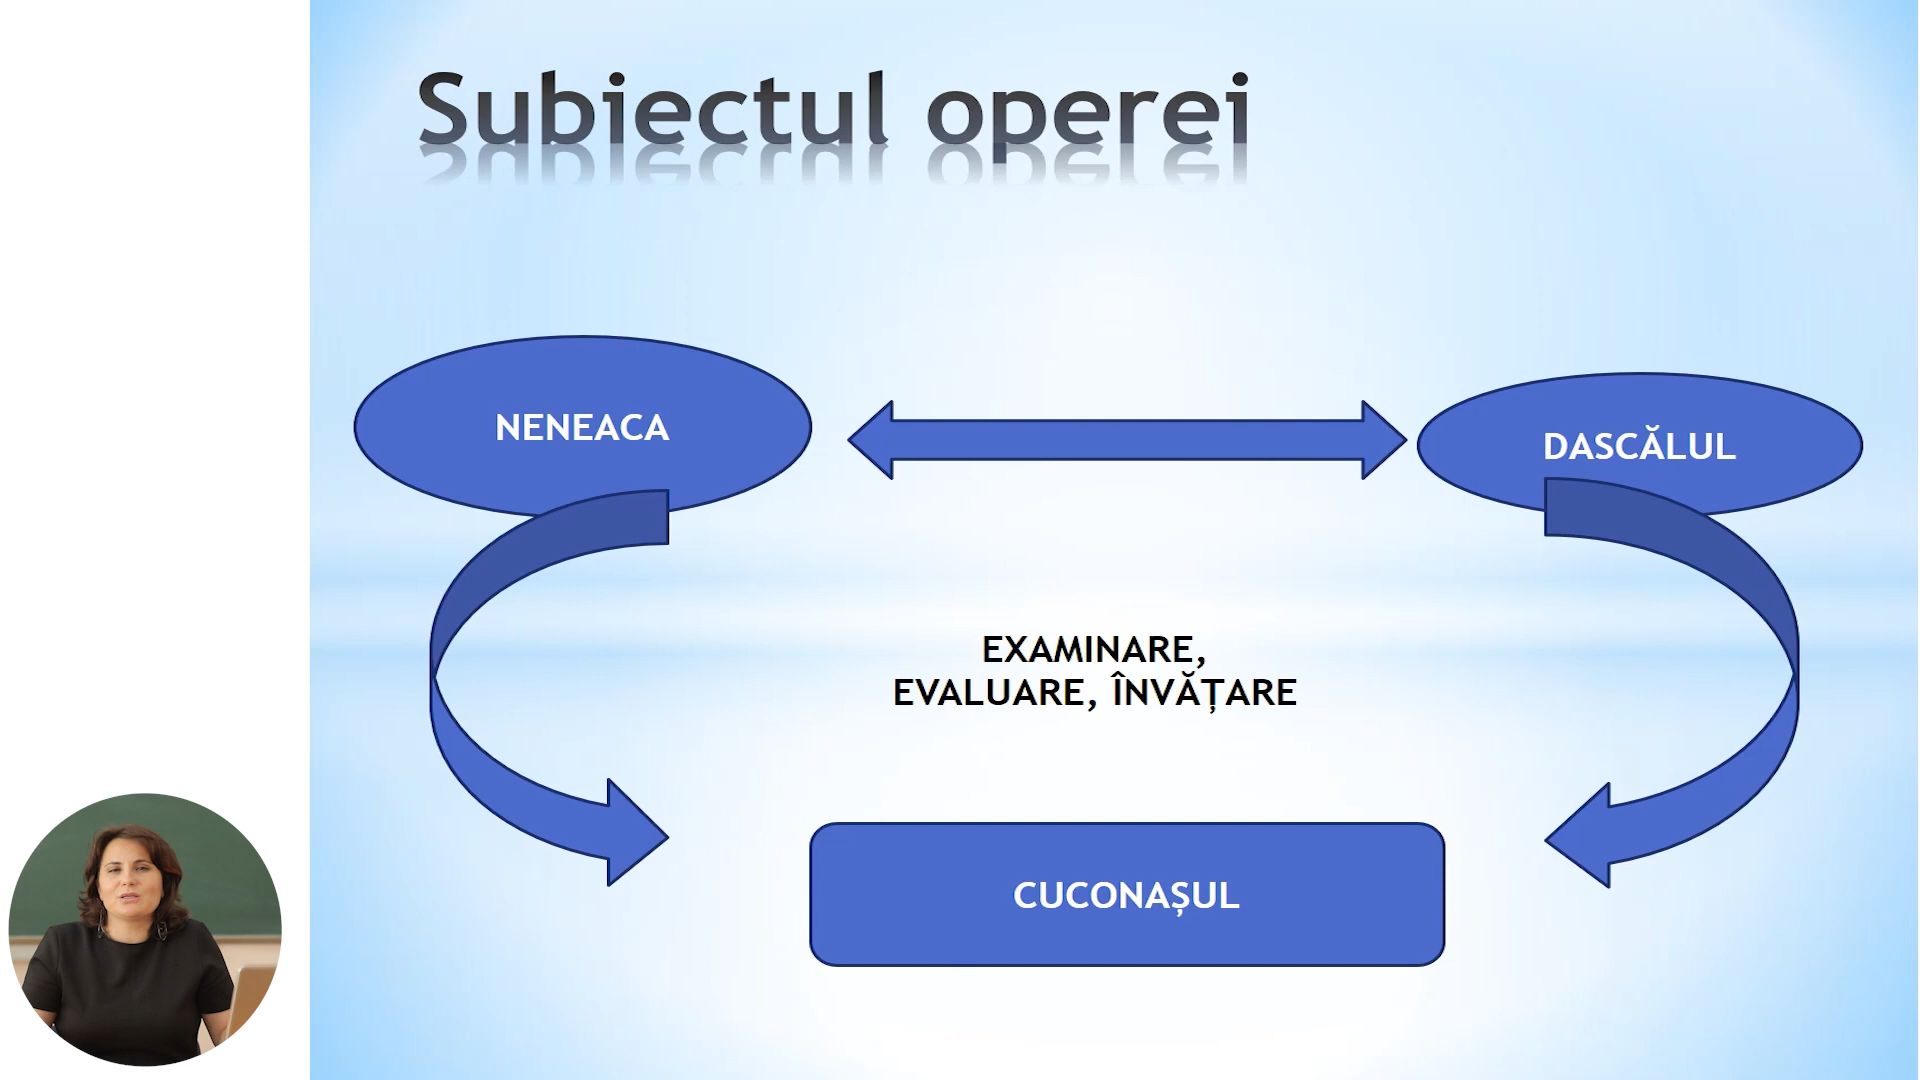 Subiectul operei
NENEACA
DASCĂLUL
EXAMINARE,
EVALUARE, ÎNVĂȚARE
CUCONAȘUL